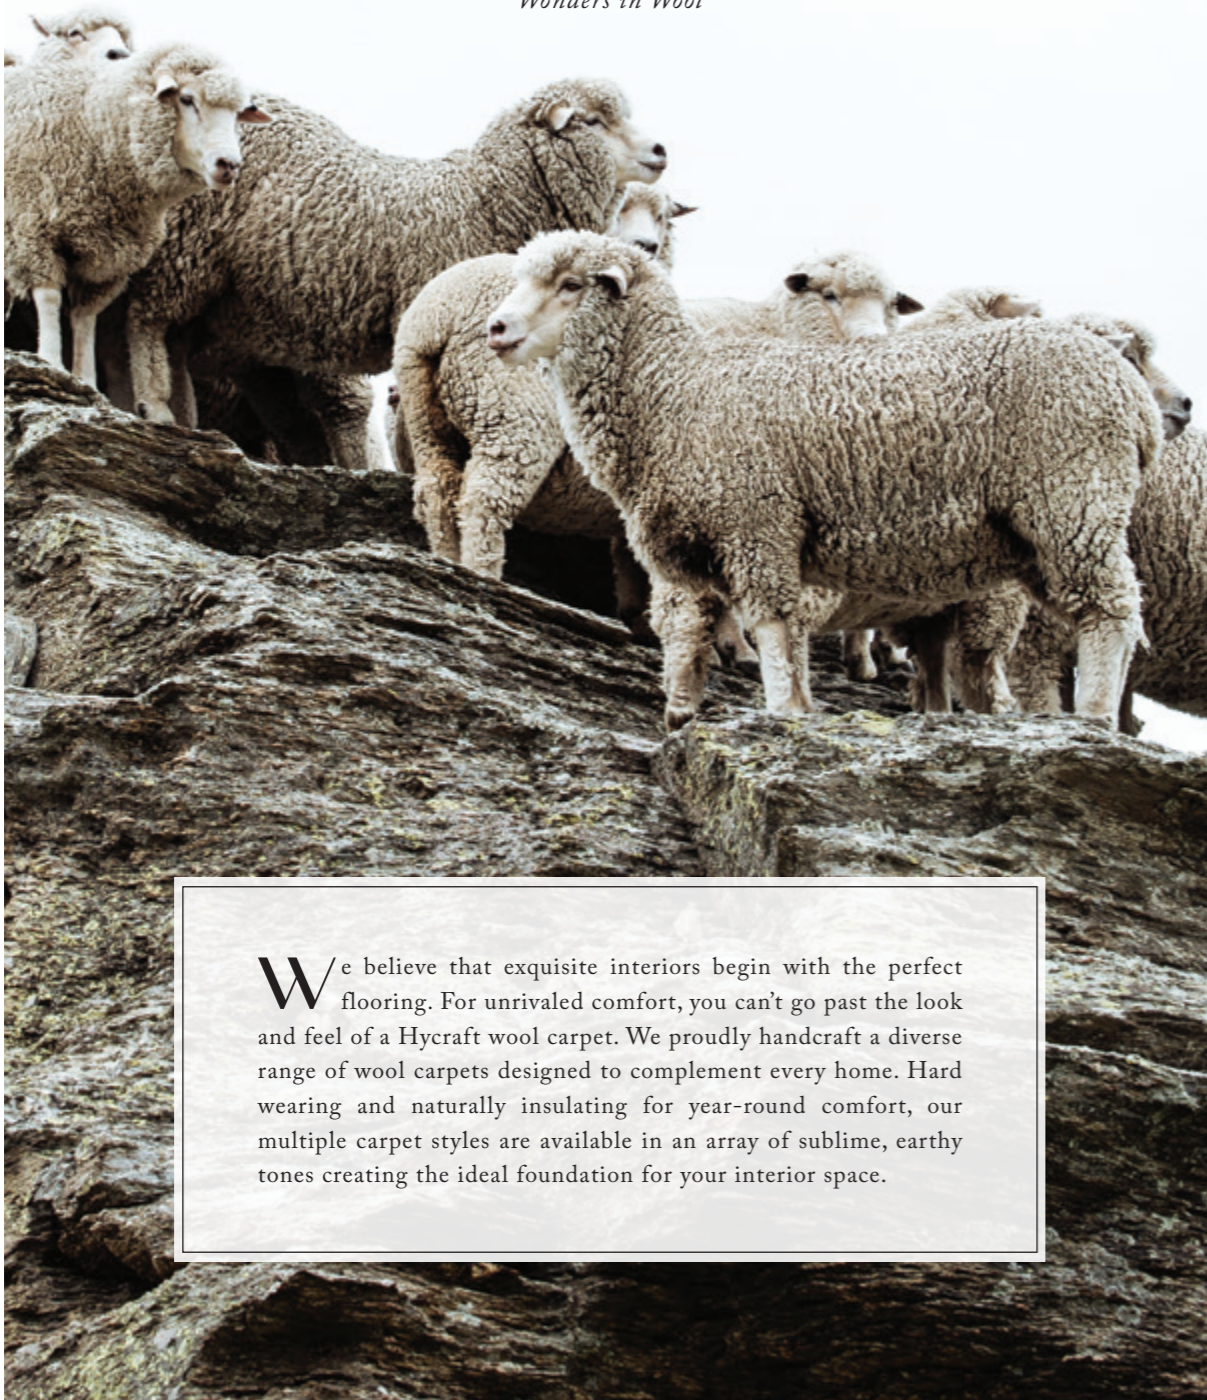 Wonders in Wool
We believe that exquisite interiors begin with the perfect
flooring. For unrivaled comfort, you can’t go past the look
and feel of a Hycraft wool carpet. We proudly handcraft a diverse
range of wool carpets designed to complement every home. Hard
wearing and naturally insulating for year-round comfort, our
multiple carpet styles are available in an array of sublime, earthy
tones creating the ideal foundation for your interior space.